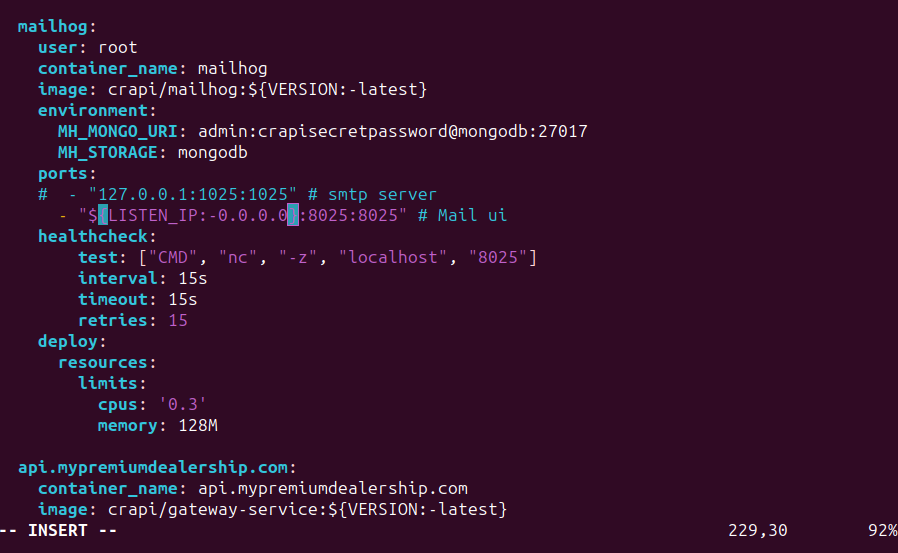 mailhog:
user: root
container_name: mailhog
image: crapi/mailhog:${VERSION:-latest}
environment:
MH_MONGO_URI: admin:crapisecretpassword@mongodb:27017
MH_STORAGE: mongodb
ports:
#  - "127.0.0.1:1025:1025" # smtp server
- "${LISTEN_IP:-0.0.0.0}:8025:8025" # Mail ui
healthcheck:
test: ["CMD", "nc", "-z", "localhost", "8025"]
interval: 15s
timeout: 15s
retries: 15
deploy:
resources:
limits:
cpus: '0.3'
memory: 128M
api.mypremiumdealership.com:
container_name: api.mypremiumdealership.com
image: crapi/gateway-service:${VERSION:-latest}
-- INSERT -- 229,30 92%